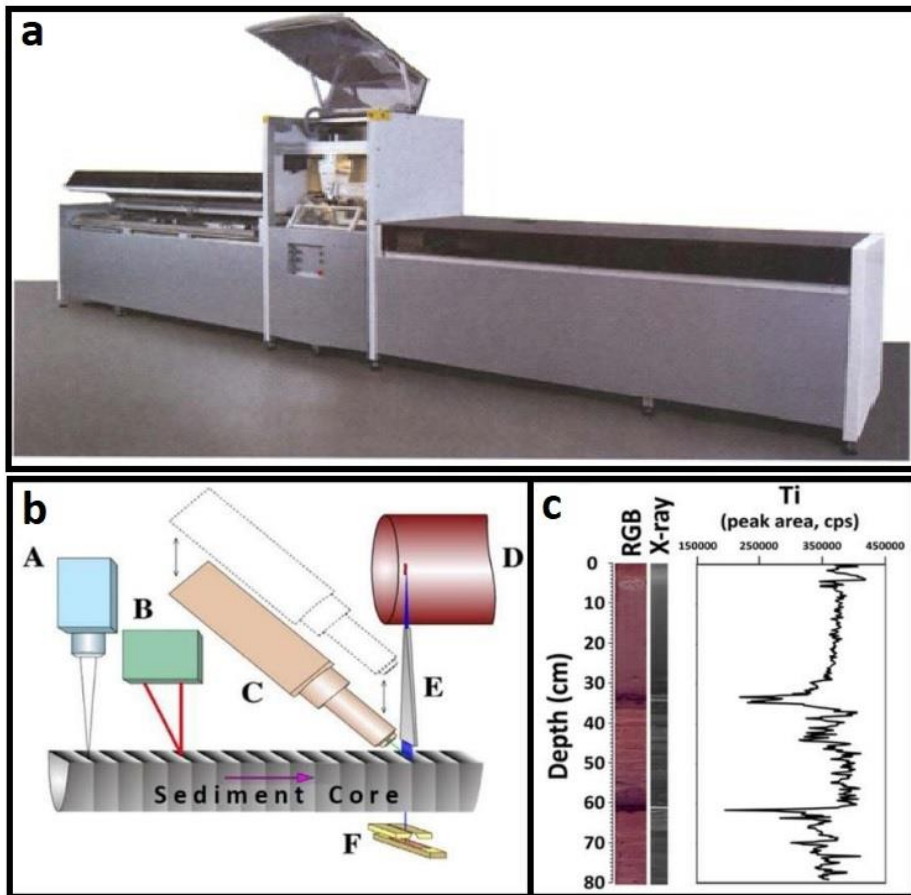 a
b
A
B
C
D
E
F
Sediment Core
c
RGB
X-ray
Ti
(peak area, cps)
150000 250000 350000 450000
Depth (cm)
0
10
20
30
40
50
60
70
80